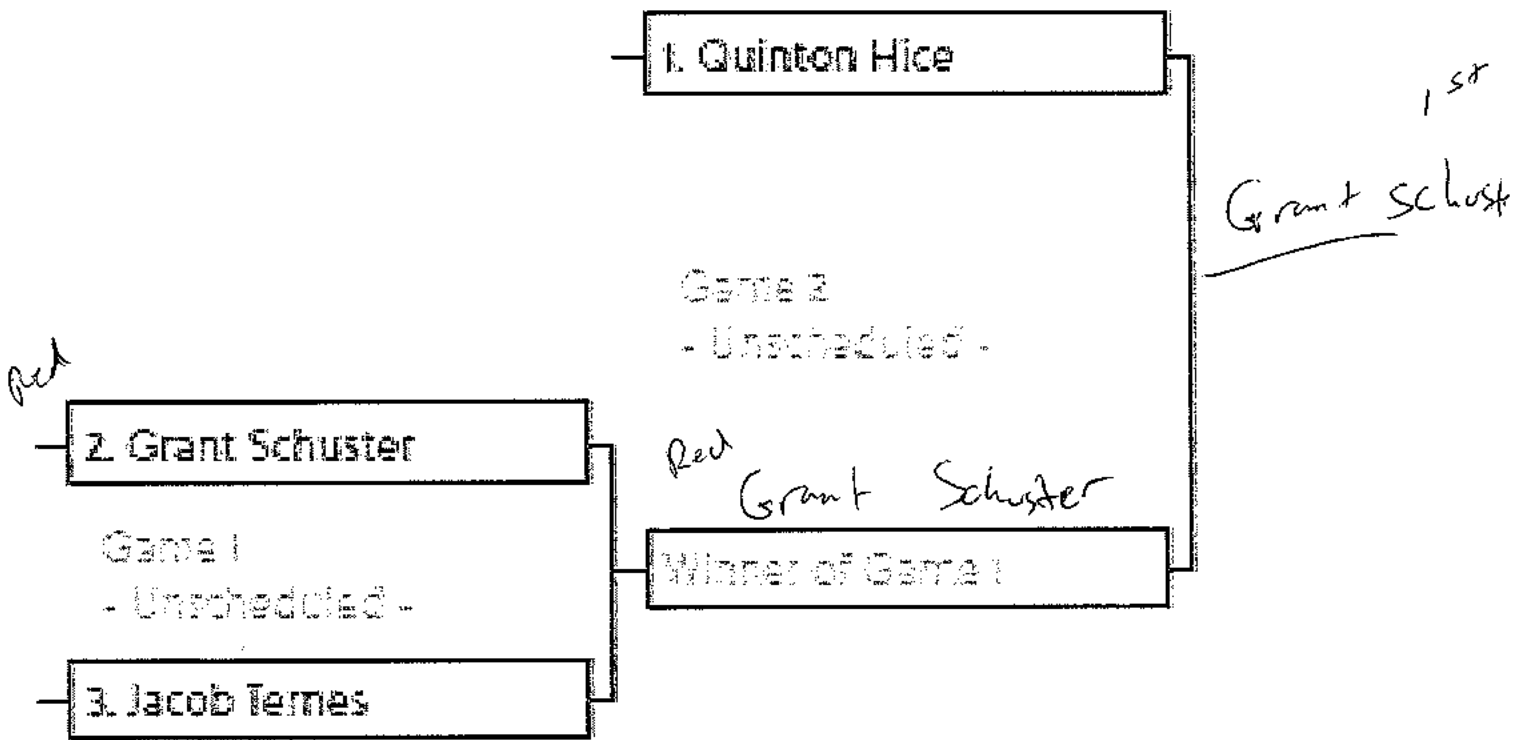 1. Quinton Hice
1st
Grant Schust
Game 2
- Unscheduled -
Red
2. Grant Schuster
Red
Grant Schuster
Game 1
- Unscheduled -
Winner of Game 1
3. Jacob Temes